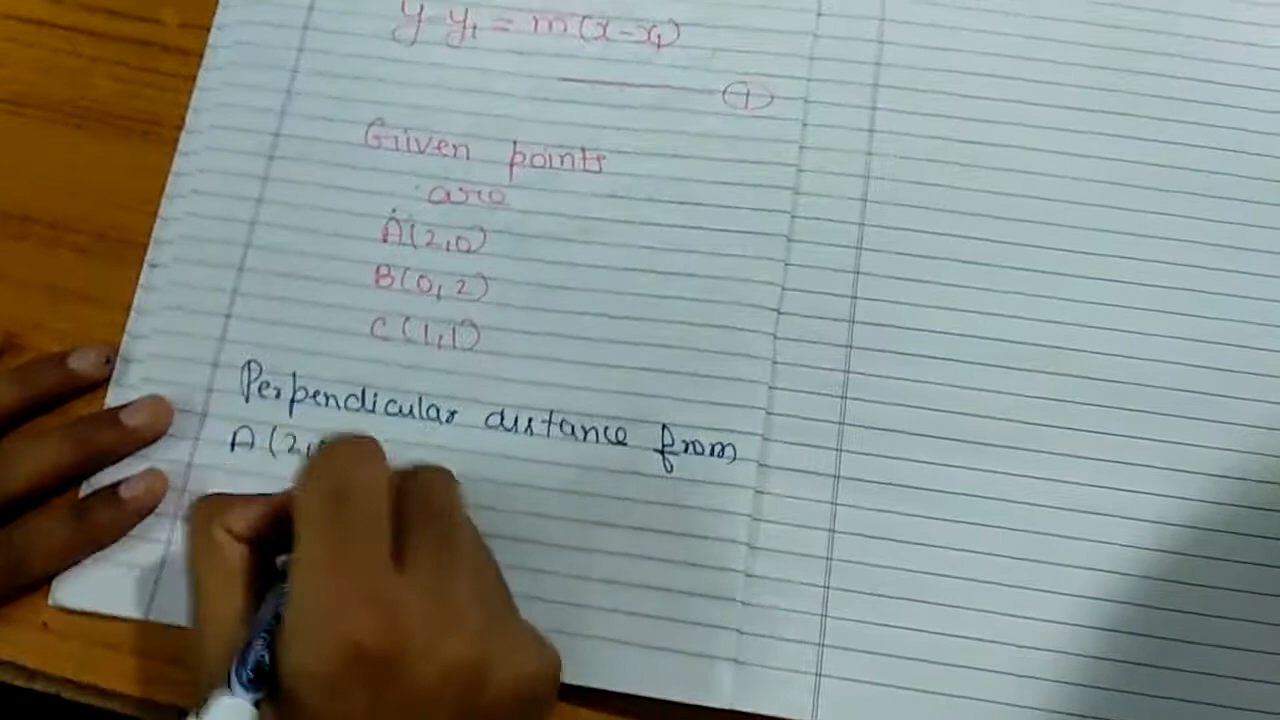 y-y₁ = m(x-x₁)
①
Given points
are
A(2,0)
B(0,2)
C(1,1)
Perpendicular distance from
A(2,